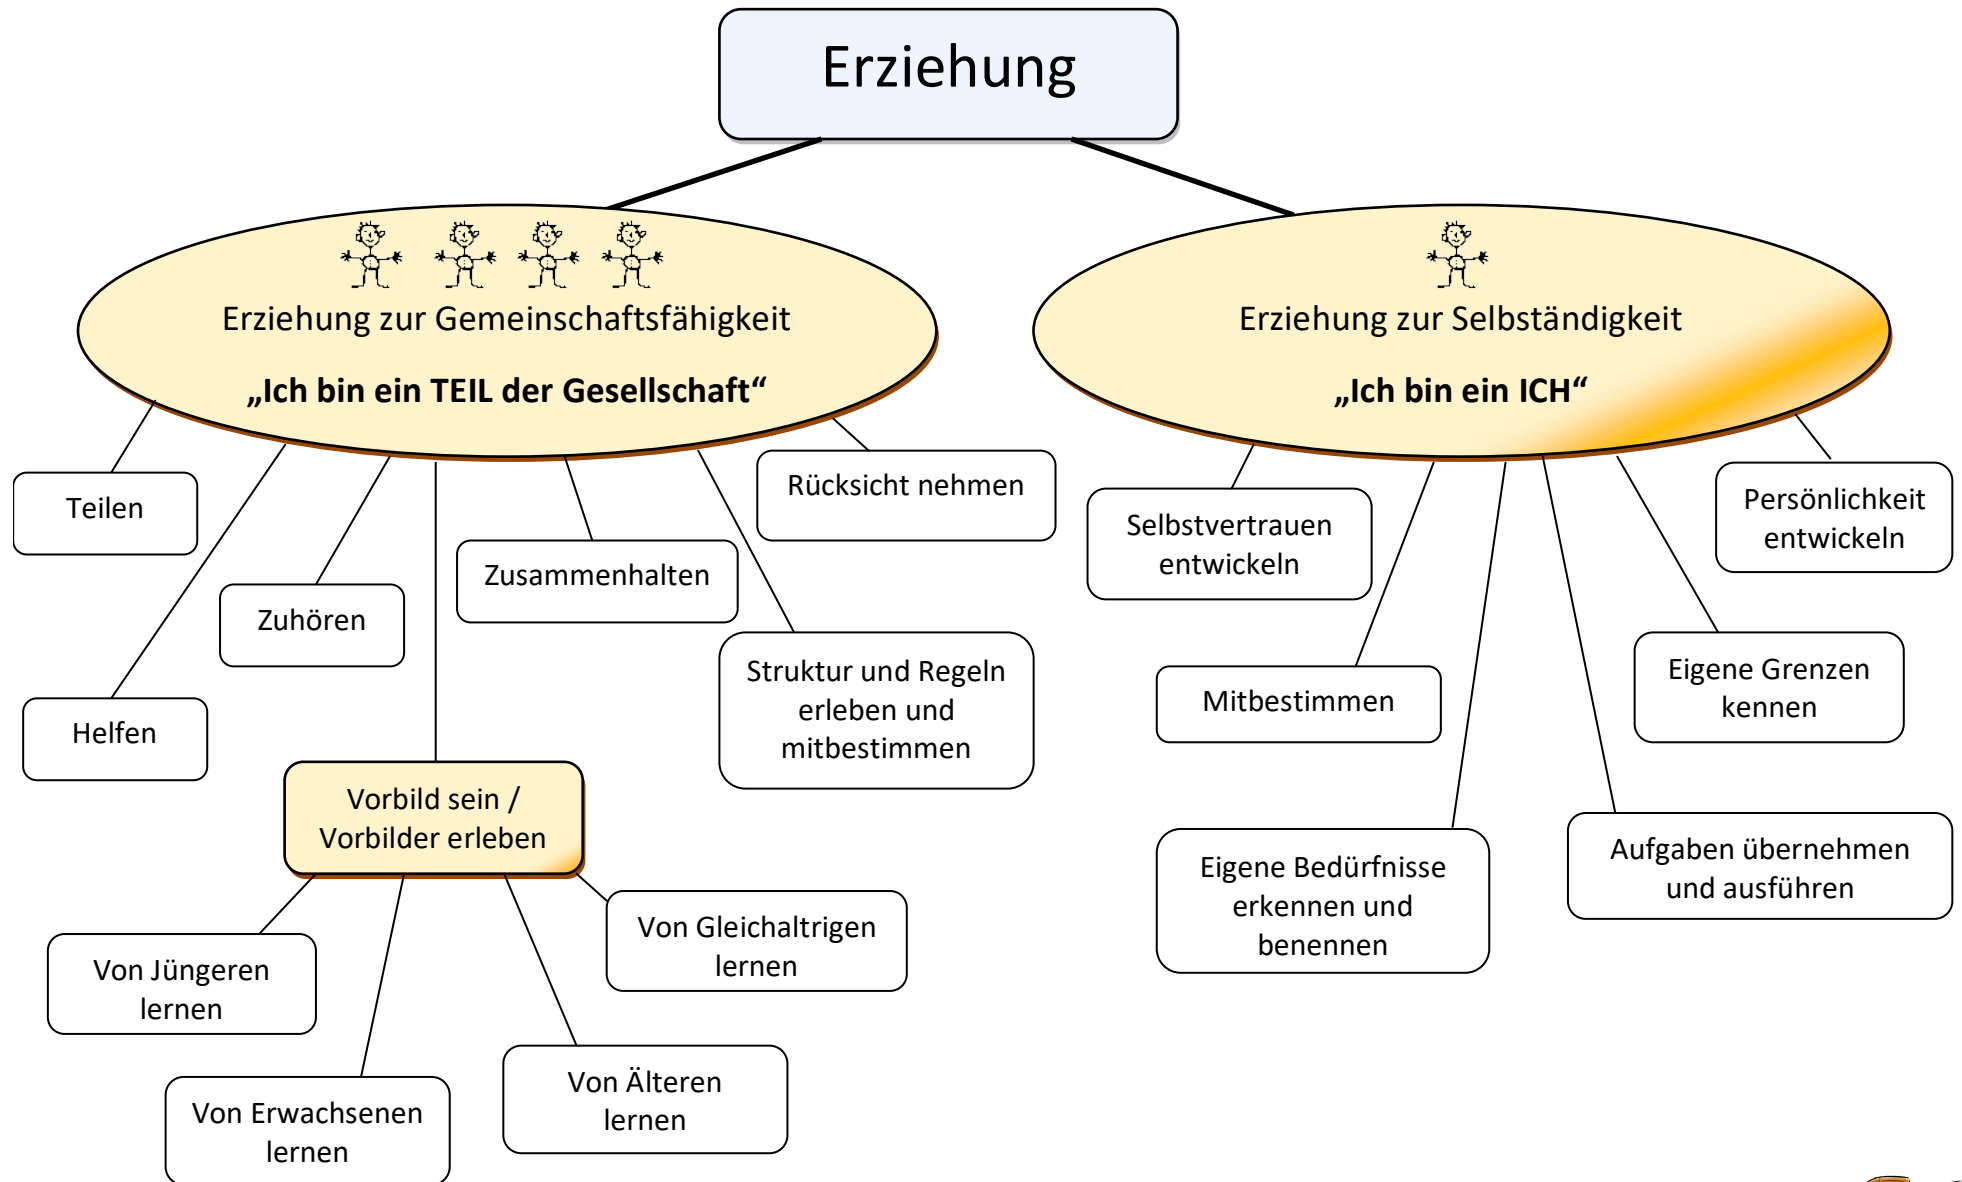 Erziehung
Erziehung zur Gemeinschaftsfähigkeit
„Ich bin ein TEIL der Gesellschaft“
Erziehung zur Selbständigkeit
„Ich bin ein ICH“
Teilen
Helfen
Zuhören
Zusammenhalten
Rücksicht nehmen
Struktur und Regeln
erleben und
mitbestimmen
Vorbild sein /
Vorbilder erleben
Von Jüngeren
lernen
Von Erwachsenen
lernen
Von Älteren
lernen
Von Gleichaltrigen
lernen
Selbstvertrauen
entwickeln
Mitbestimmen
Eigene Bedürfnisse
erkennen und
benennen
Aufgaben übernehmen
und ausführen
Eigene Grenzen
kennen
Persönlichkeit
entwickeln